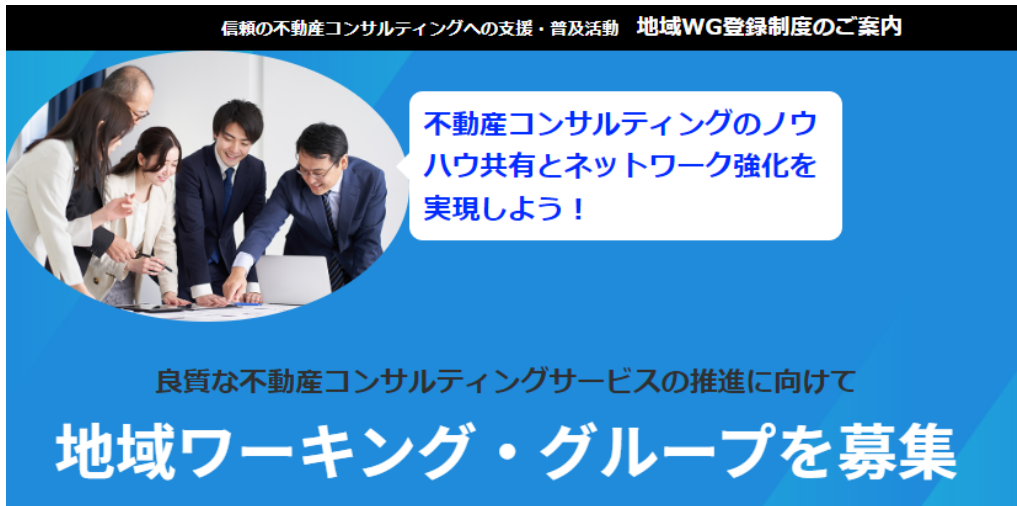 信頼の不動産コンサルティングへの支援・普及活動 地域WG登録制度のご案内
不動産コンサルティングのノウ
ハウ共有とネットワーク強化を
実現しよう！
良質な不動産コンサルティングサービスの推進に向けて
地域ワーキング・グループを募集